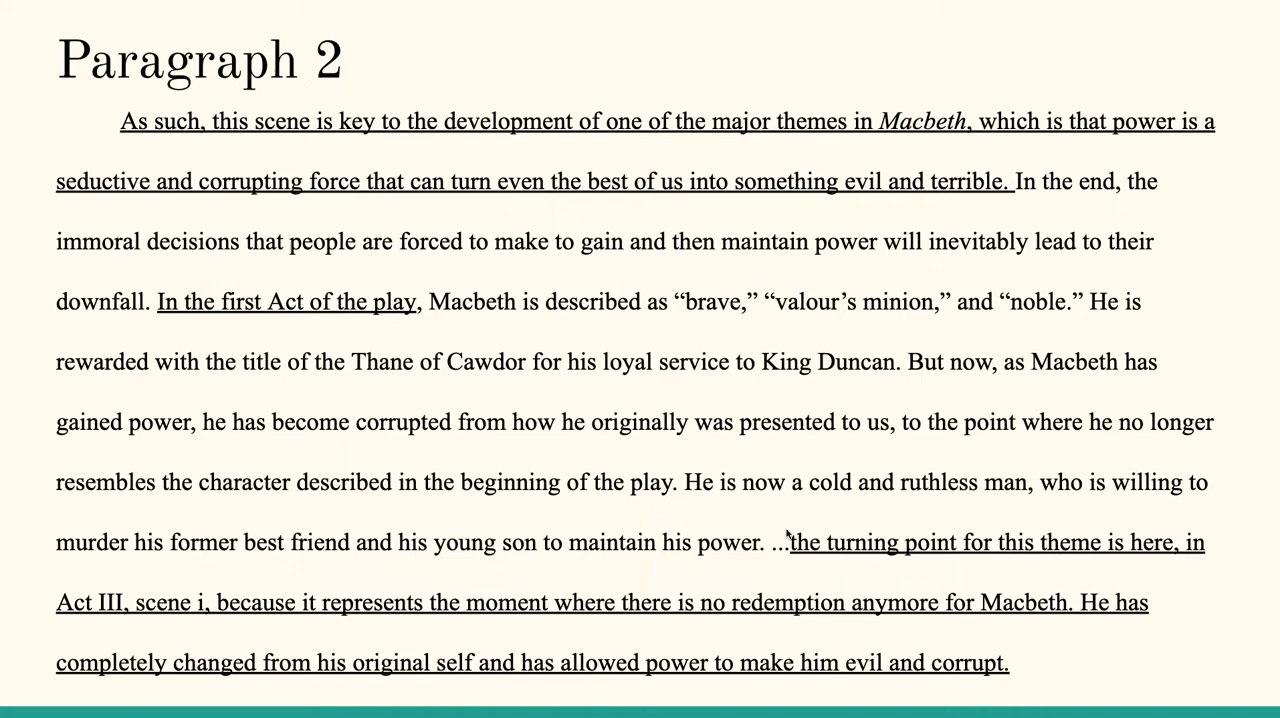 Paragraph 2
As such, this scene is key to the development of one of the major themes in Macbeth, which is that power is a
seductive and corrupting force that can turn even the best of us into something evil and terrible. In the end, the
immoral decisions that people are forced to make to gain and then maintain power will inevitably lead to their
downfall. In the first Act of the play, Macbeth is described as “brave,” “valour’s minion,” and “noble.” He is
rewarded with the title of the Thane of Cawdor for his loyal service to King Duncan. But now, as Macbeth has
gained power, he has become corrupted from how he originally was presented to us, to the point where he no longer
resembles the character described in the beginning of the play. He is now a cold and ruthless man, who is willing to
murder his former best friend and his young son to maintain his power. ...the turning point for this theme is here, in
Act III, scene i, because it represents the moment where there is no redemption anymore for Macbeth. He has
completely changed from his original self and has allowed power to make him evil and corrupt.